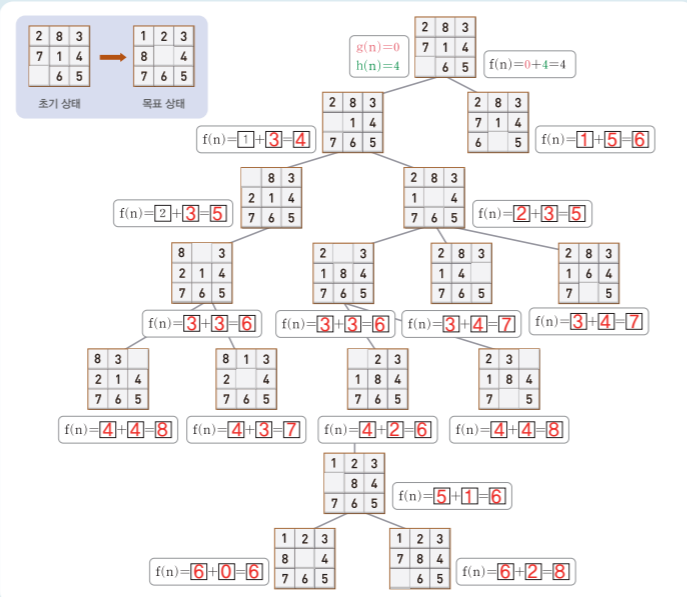 2 8 3
7 1 4
6 5
초기 상태
1 2 3
8 4
7 6 5
목표 상태
g(n)=0
h(n)=4
2 8 3
7 1 4
6 5
f(n)=0+4=4
f(n)=1+3=4
2 8 3
1 4
7 6 5
2 8 3
7 1 4
6 5
f(n)=1+5=6
f(n)=2+3=5
8 3
2 1 4
7 6 5
2 8 3
1 4
7 6 5
f(n)=2+3=5
8 3
2 1 4
7 6 5
2 3
1 8 4
7 6 5
2 8 3
1 4
7 6 5
2 8 3
1 6 4
7 5
f(n)=3+3=6
f(n)=3+3=6
f(n)=3+4=7
f(n)=3+4=7
8 3
2 1 4
7 6 5
8 1 3
2 4
7 6 5
2 3
1 8 4
7 6 5
2 3
1 8 4
7 5
f(n)=4+4=8
f(n)=4+3=7
f(n)=4+2=6
f(n)=4+4=8
1 2 3
8 4
7 6 5
f(n)=5+1=6
f(n)=6+0=6
1 2 3
8 4
7 6 5
1 2 3
7 8 4
6 5
f(n)=6+2=8